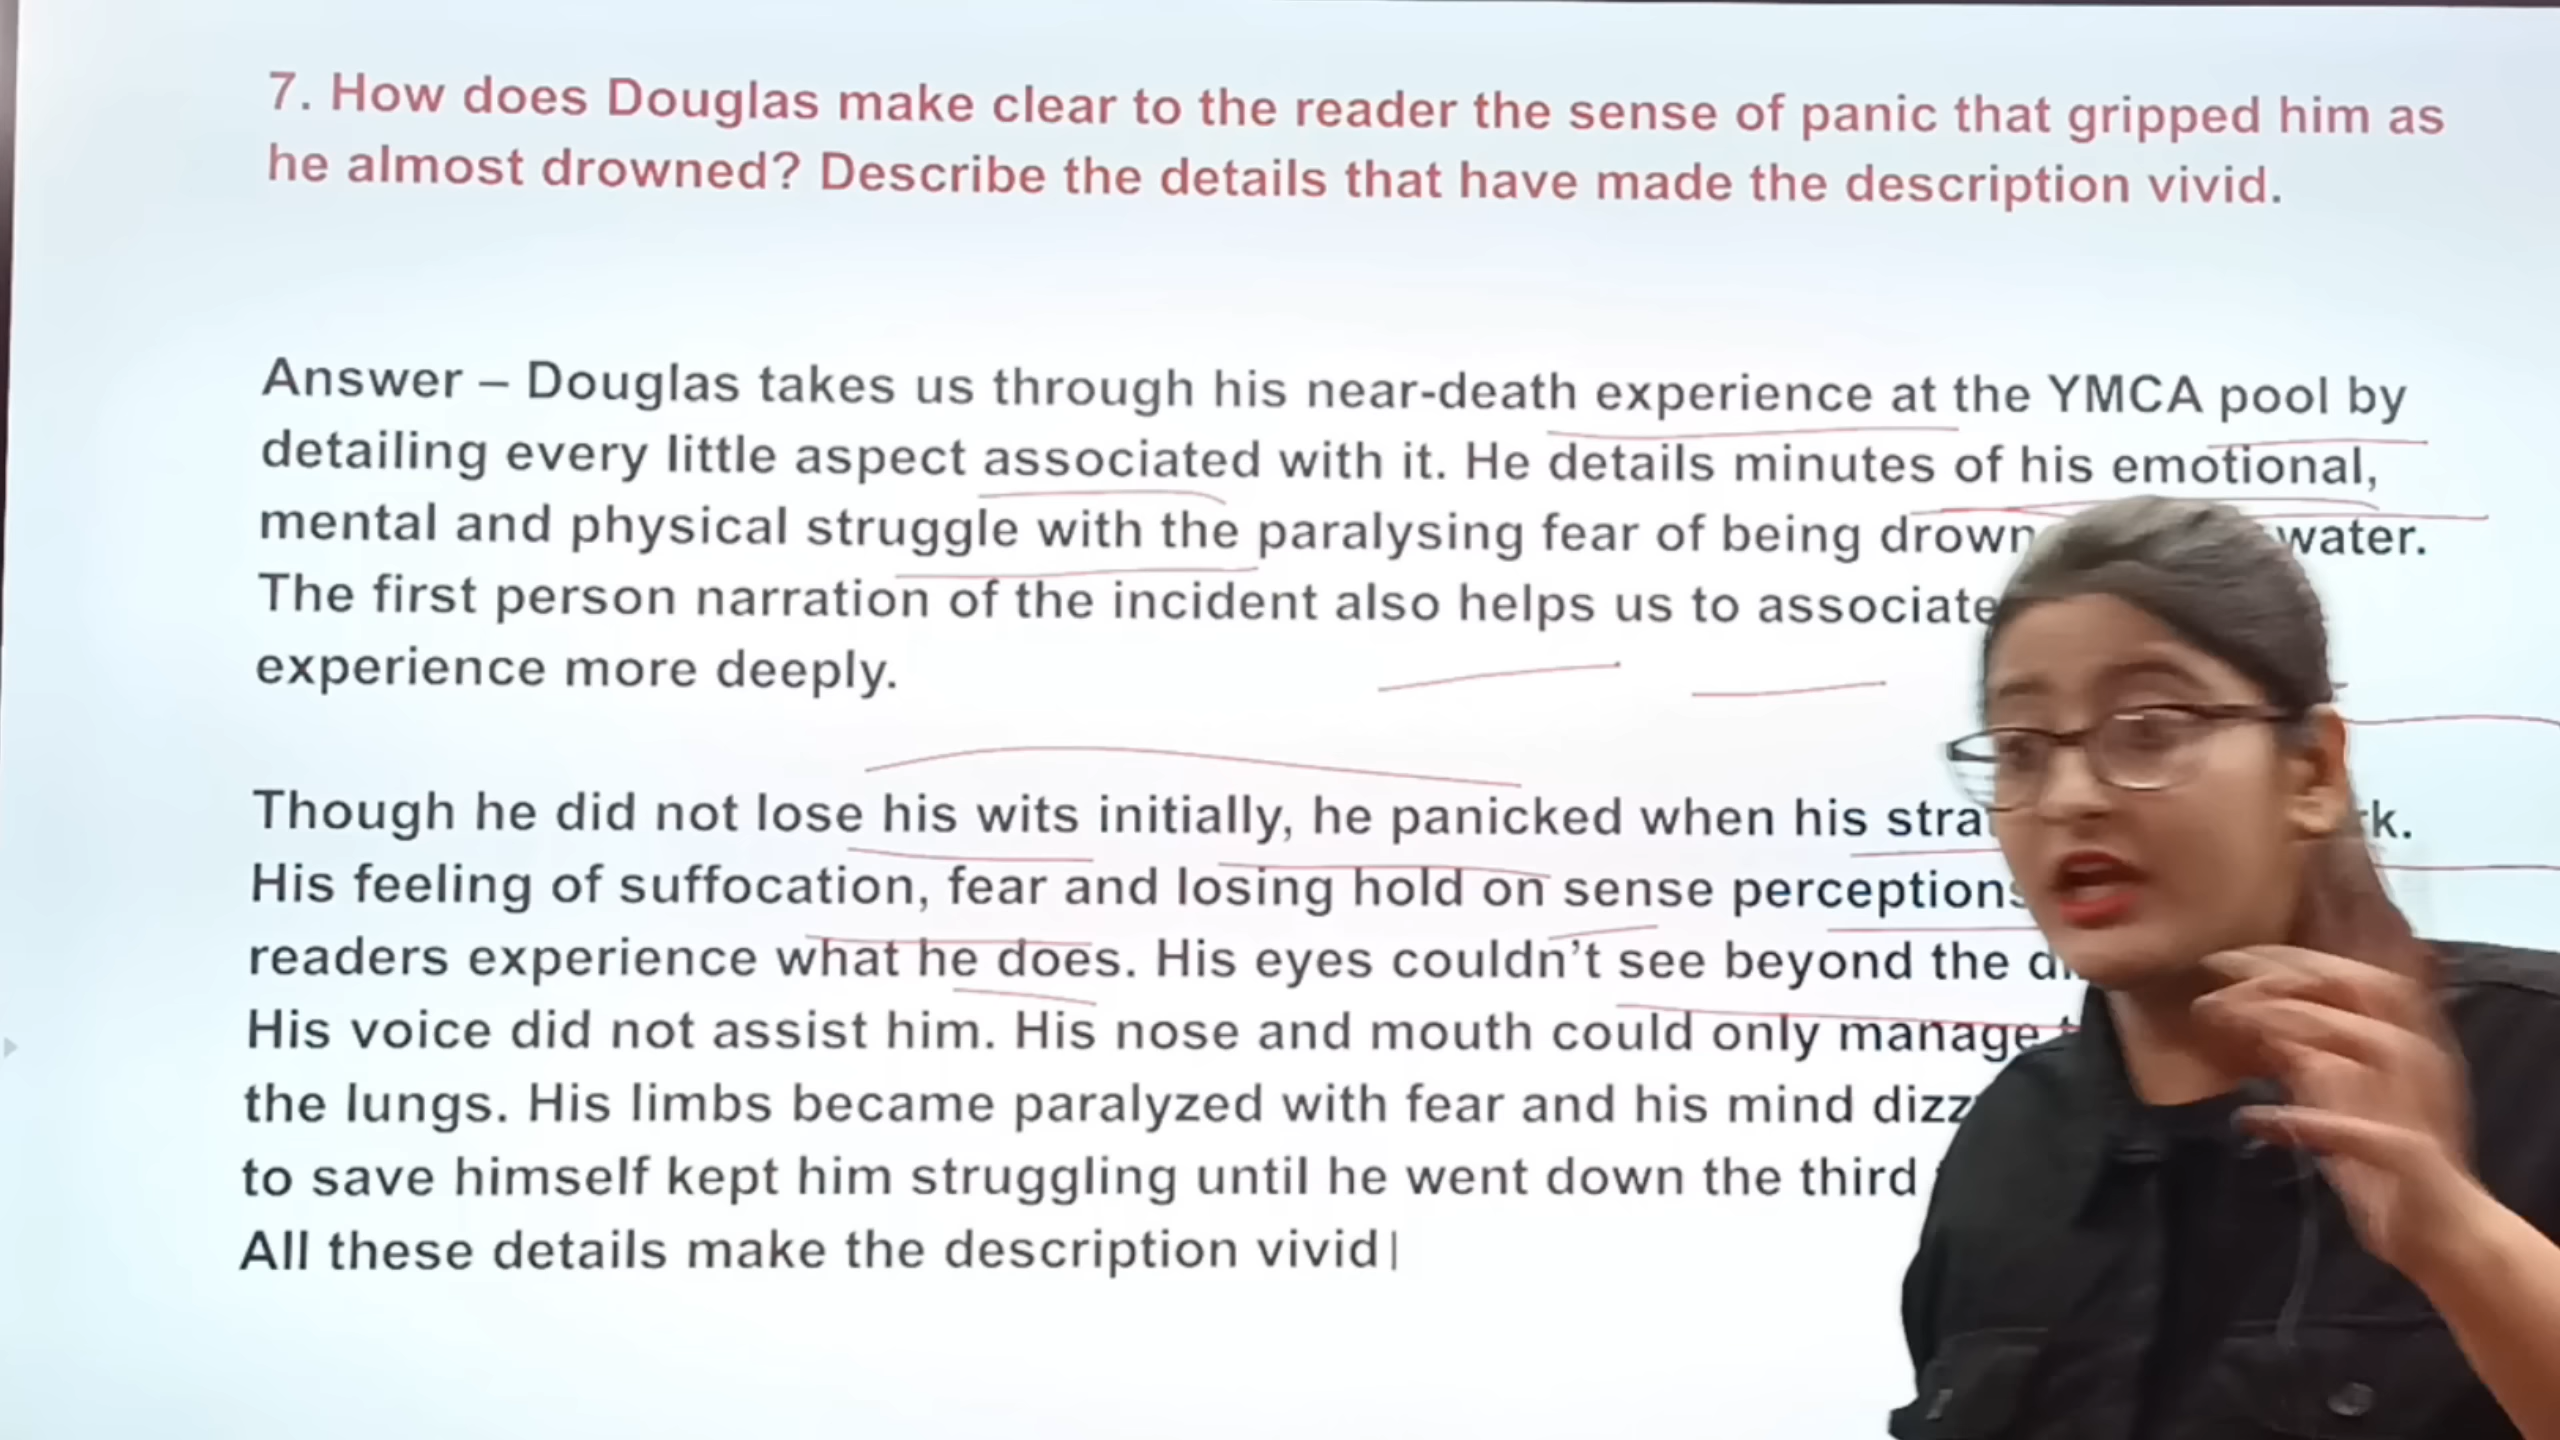 7. How does Douglas make clear to the reader the sense of panic that gripped him as
he almost drowned? Describe the details that have made the description vivid.
Answer – Douglas takes us through his near-death experience at the YMCA pool by
detailing every little aspect associated with it. He details minutes of his emotional,
mental and physical struggle with the paralysing fear of being water.
The first person narration of the incident also helps us to associate
experience more deeply.
Though he did not lose his wits initially, he panicked when his
His feeling of suffocation, fear and losing hold on sense perceptions
readers experience what he does. His eyes couldn’t see beyond the
His voice did not assist him. His nose and mouth could only manage
the lungs. His limbs became paralyzed with fear and his mind
to save himself kept him struggling until he went down the third
All these details make the description vivid